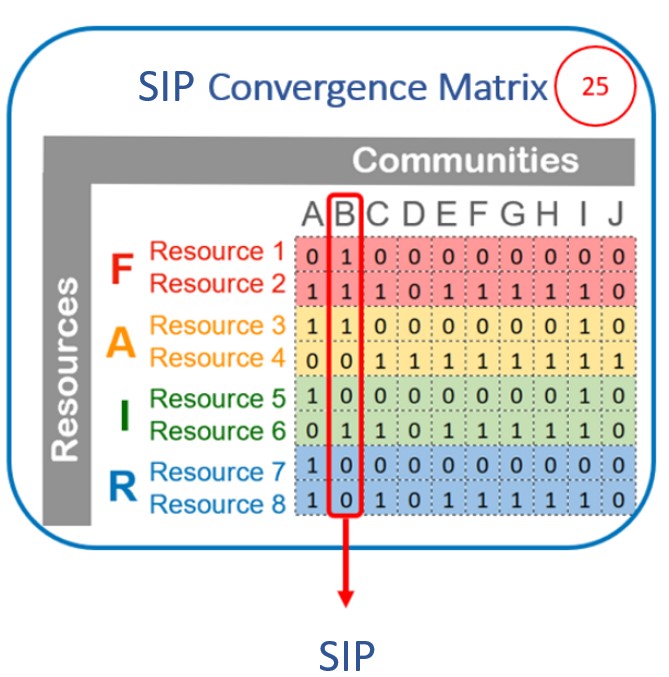 SIP Convergence Matrix 25
Communities
Resources
A B C D E F G H I J
F
Resource 1 0 1 0 0 0 0 0 0 0 0
Resource 2 1 1 1 0 1 1 1 1 1 0
A
Resource 3 1 1 0 0 0 0 0 0 1 0
Resource 4 0 0 1 1 1 1 1 1 1 1
I
Resource 5 1 0 0 0 0 0 0 0 1 0
Resource 6 0 1 1 0 1 1 1 1 1 0
R
Resource 7 1 0 0 0 0 0 0 0 0 0
Resource 8 1 0 1 0 1 1 1 1 1 0
SIP